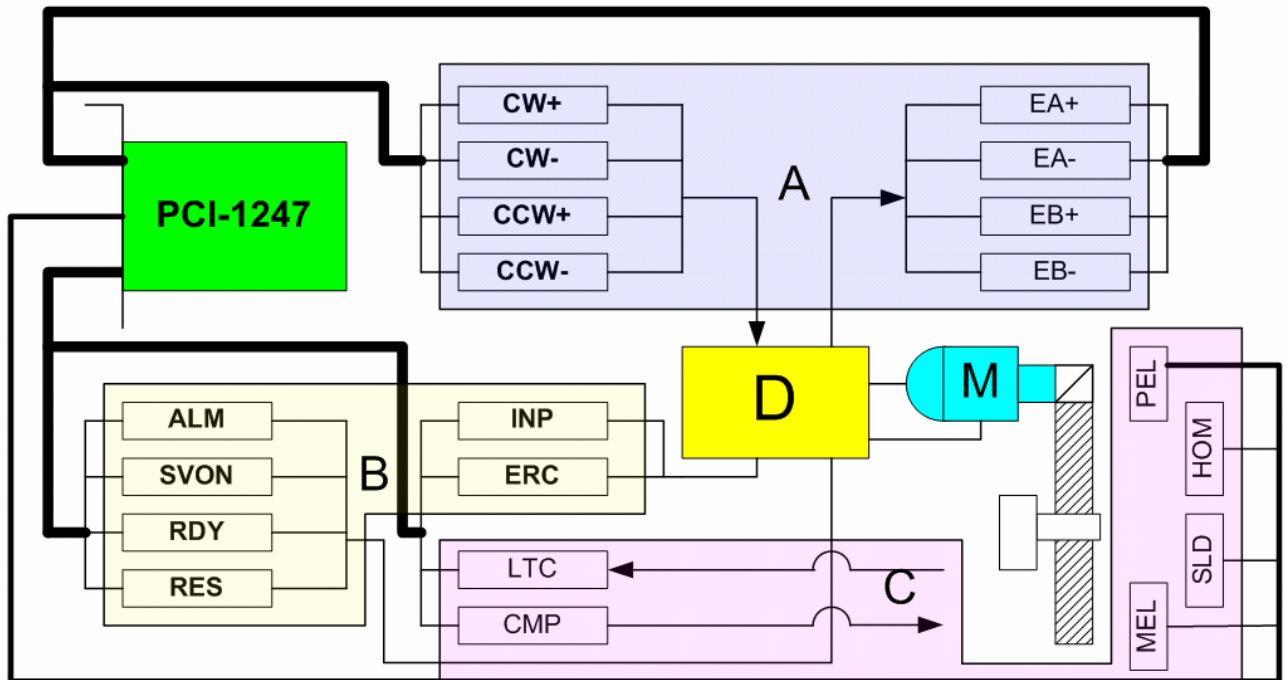 CW+
CW-
CCW+
CCW-
A
EA+
EA-
EB+
EB-
PCI-1247
D
M
PEL
HOM
SLD
MEL
ALM
SVON
RDY
RES
B
INP
ERC
LTC
CMP
C